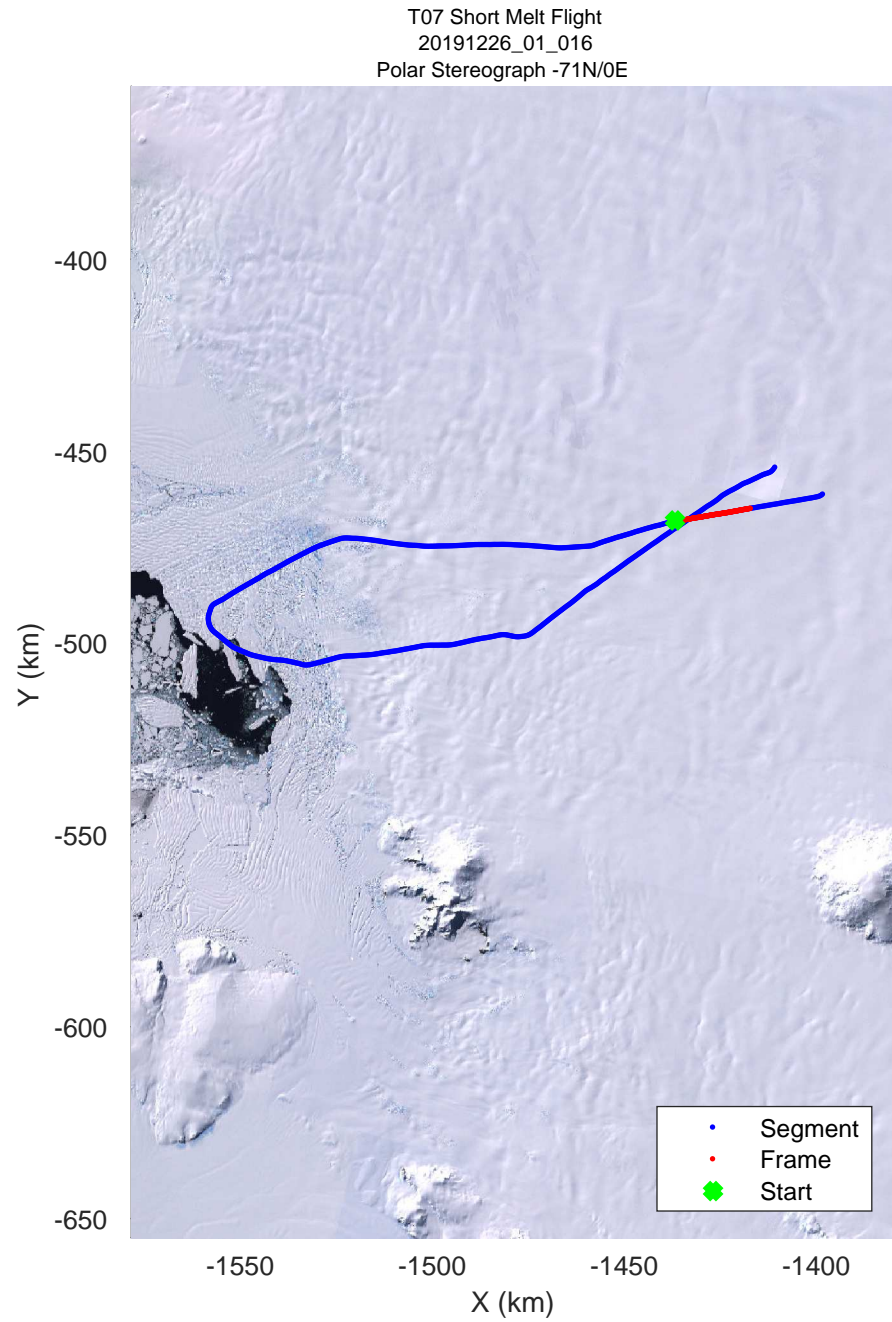 T07 Short Melt Flight
20191226_01_016
Polar Stereograph -71N/0E
-400
-450
-500
-550
-600
-650
Y (km)
-1550
-1500
-1450
-1400
X (km)
Segment
Frame
Start